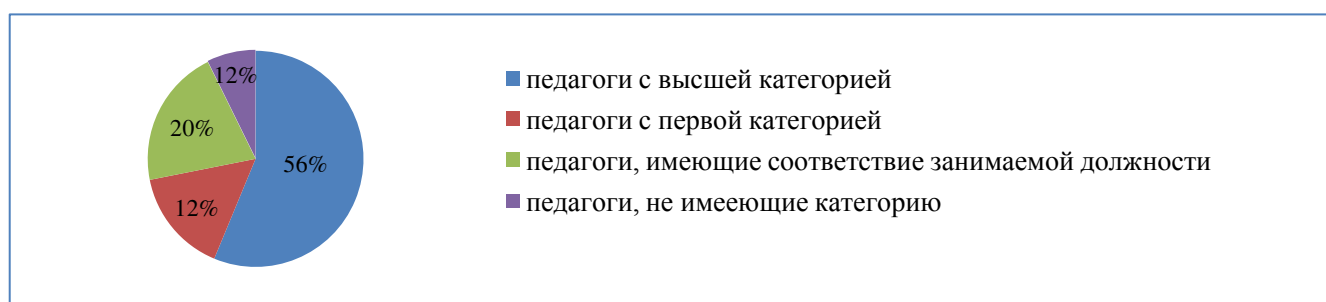 12%
20%
56%
12%
педагоги с высшей категорией
педагоги с первой категорией
педагоги, имеющие соответствие занимаемой должности
педагоги, не имееющие категорию